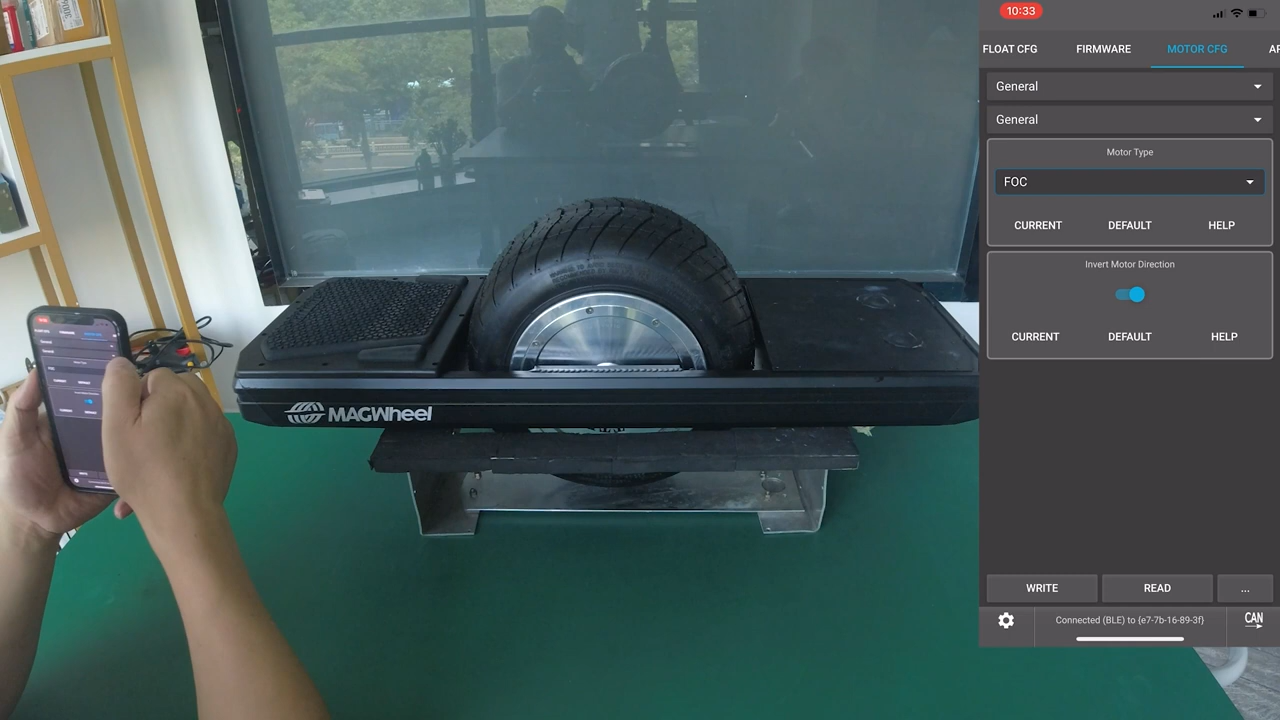 10:33
FLOAT CFG FIRMWARE MOTOR CFG
General
General
Motor Type
FOC
CURRENT DEFAULT HELP
Invert Motor Direction
CURRENT DEFAULT HELP
WRITE READ ...
Connected (BLE) to {e7-7b-16-89-3f} CAN
MAGWheel